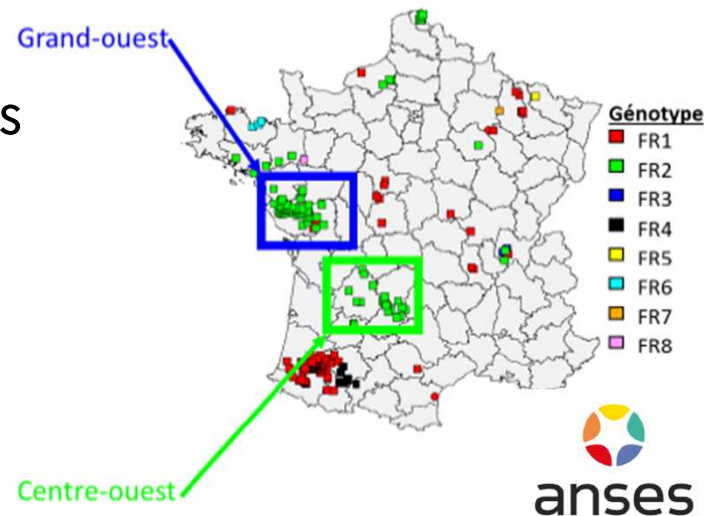 Grand-ouest
s
Génotype
FR1
FR2
FR3
FR4
FR5
FR6
FR7
FR8
Centre-ouest
anses